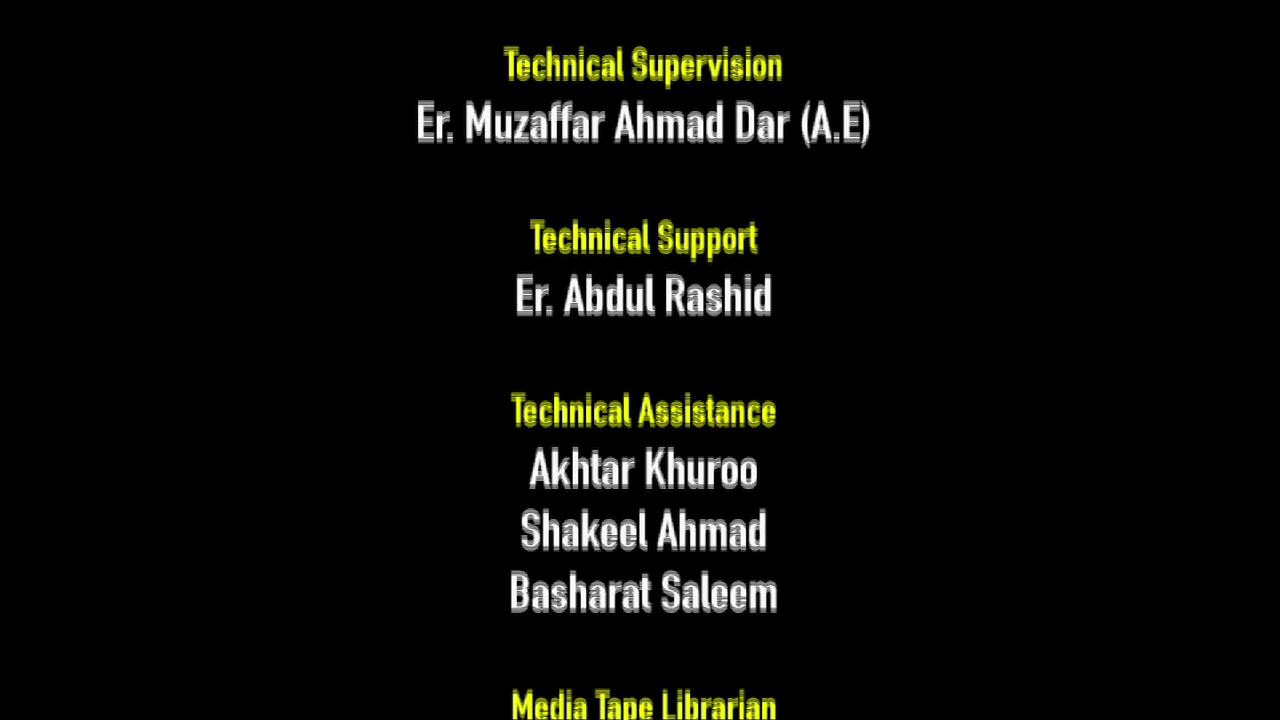 Technical Supervision
Er. Muzaffar Ahmad Dar (A.E)
Technical Support
Er. Abdul Rashid
Technical Assistance
Akhtar Khuroo
Shakeel Ahmad
Basharat Saleem
Media Tape Librarian